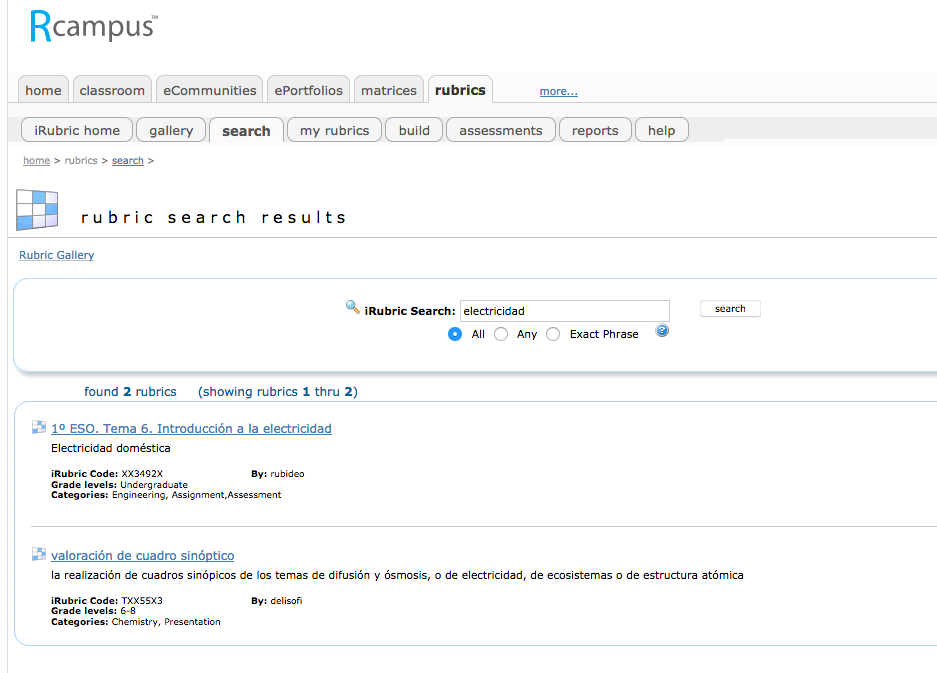 Rcampus™
home classroom eCommunities ePortfolios matrices rubrics more...
iRubric home gallery search my rubrics build assessments reports help
home > rubrics > search >
rubric search results
Rubric Gallery
iRubric Search: electricidad search
All Any Exact Phrase ?
found 2 rubrics (showing rubrics 1 thru 2)
1º ESO. Tema 6. Introducción a la electricidad
Electricidad doméstica
iRubric Code: XX3492X By: rubideo
Grade levels: Undergraduate
Categories: Engineering, Assignment,Assessment
valoración de cuadro sinóptico
la realización de cuadros sinópicos de los temas de difusión y ósmosis, o de electricidad, de ecosistemas o de estructura atómica
iRubric Code: TXX55X3 By: delisofi
Grade levels: 6-8
Categories: Chemistry, Presentation